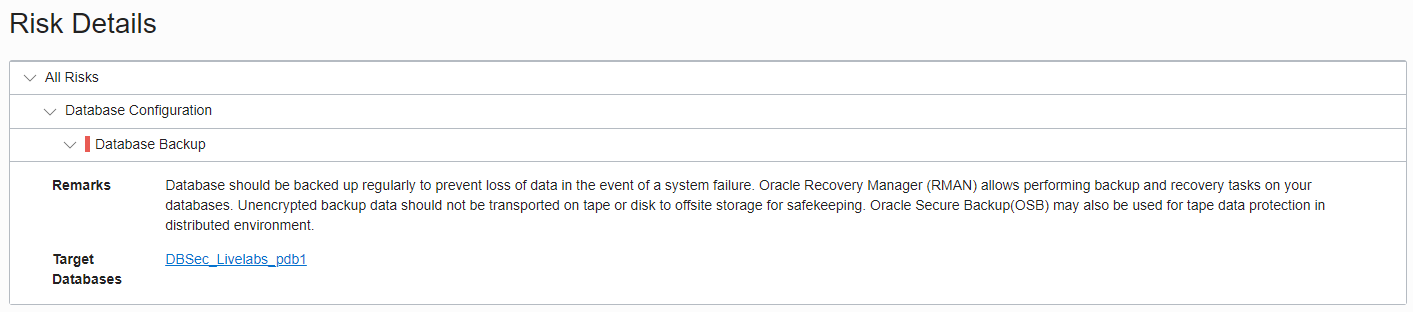 Risk Details
All Risks
Database Configuration
Database Backup
Remarks
Database should be backed up regularly to prevent loss of data in the event of a system failure. Oracle Recovery Manager (RMAN) allows performing backup and recovery tasks on your
databases. Unencrypted backup data should not be transported on tape or disk to offsite storage for safekeeping. Oracle Secure Backup(OSB) may also be used for tape data protection in
distributed environment.
Target
Databases
DBSec_Livelabs_pdb1